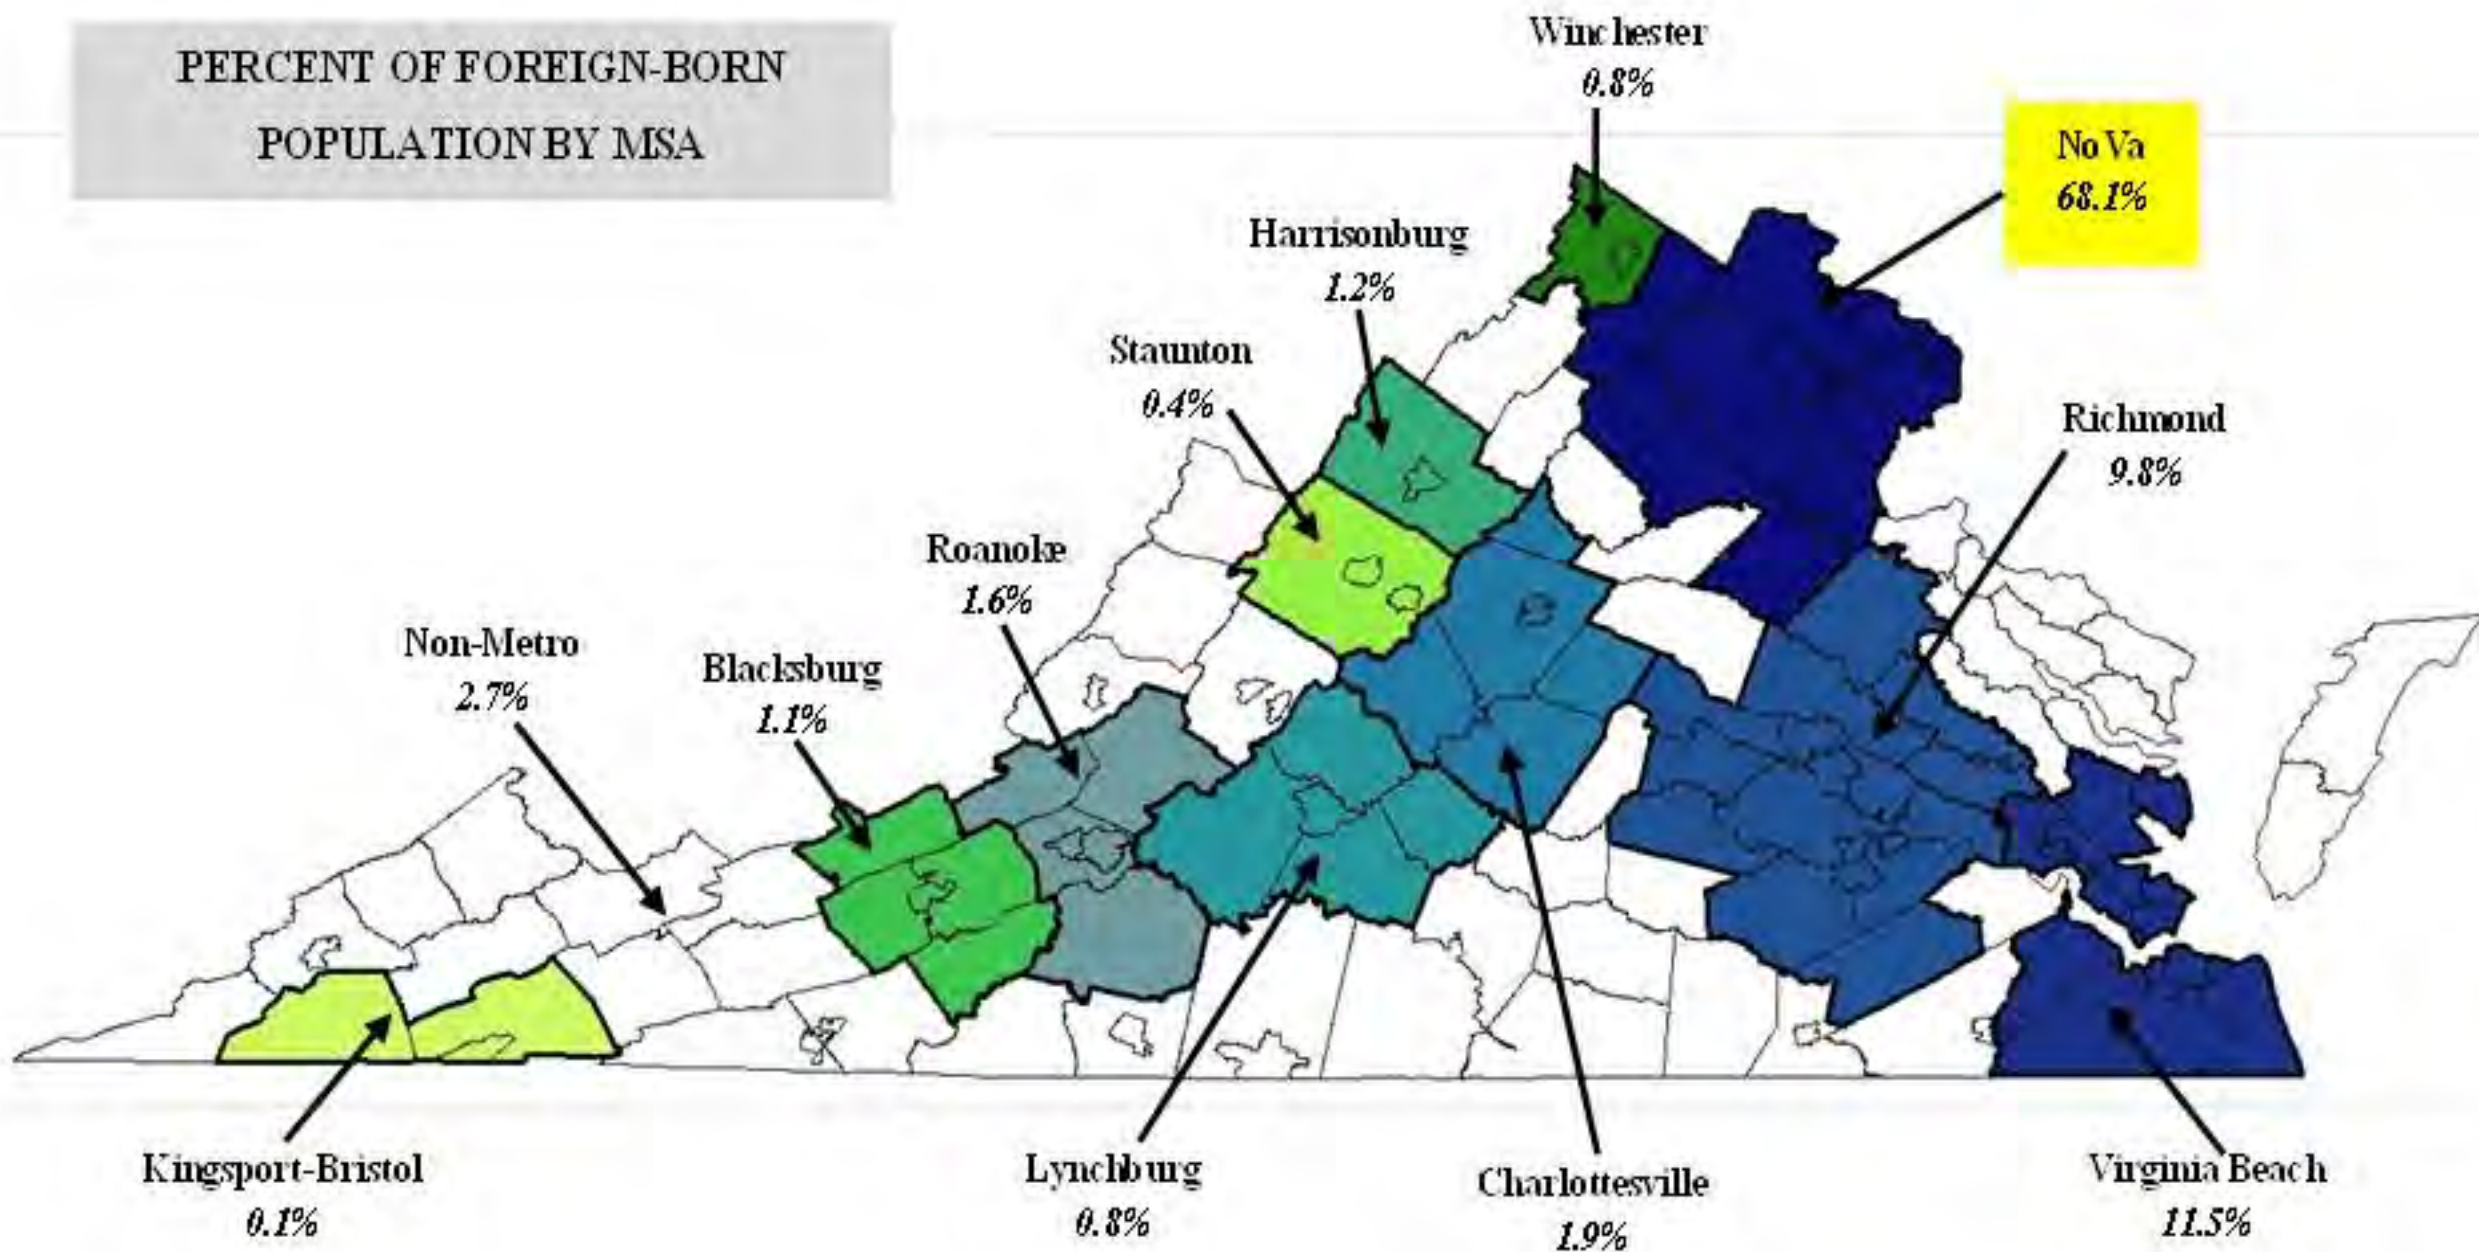 PERCENT OF FOREIGN-BORN
POPULATION BY MSA
Winchester
0.8%
No Va
68.1%
Harrisonburg
1.2%
Staunton
0.4%
Richmond
9.8%
Roanoke
1.6%
Non-Metro
2.7%
Blacksburg
1.1%
Kingsport-Bristol
0.1%
Lynchburg
0.8%
Charlottesville
1.9%
Virginia Beach
11.5%